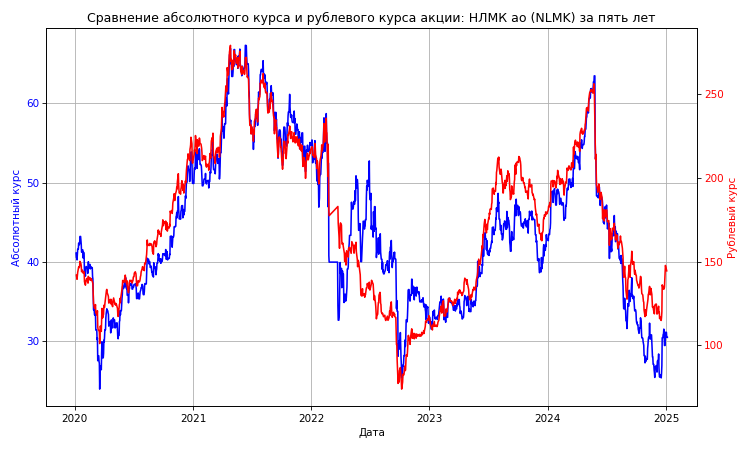 Сравнение абсолютного курса и рублевого курса акции: НЛМК ао (NLMK) за пять лет
Абсолютный курс
60
50
40
30
250
200
150
100
Рублевый курс
2020 2021 2022 2023 2024 2025
Дата